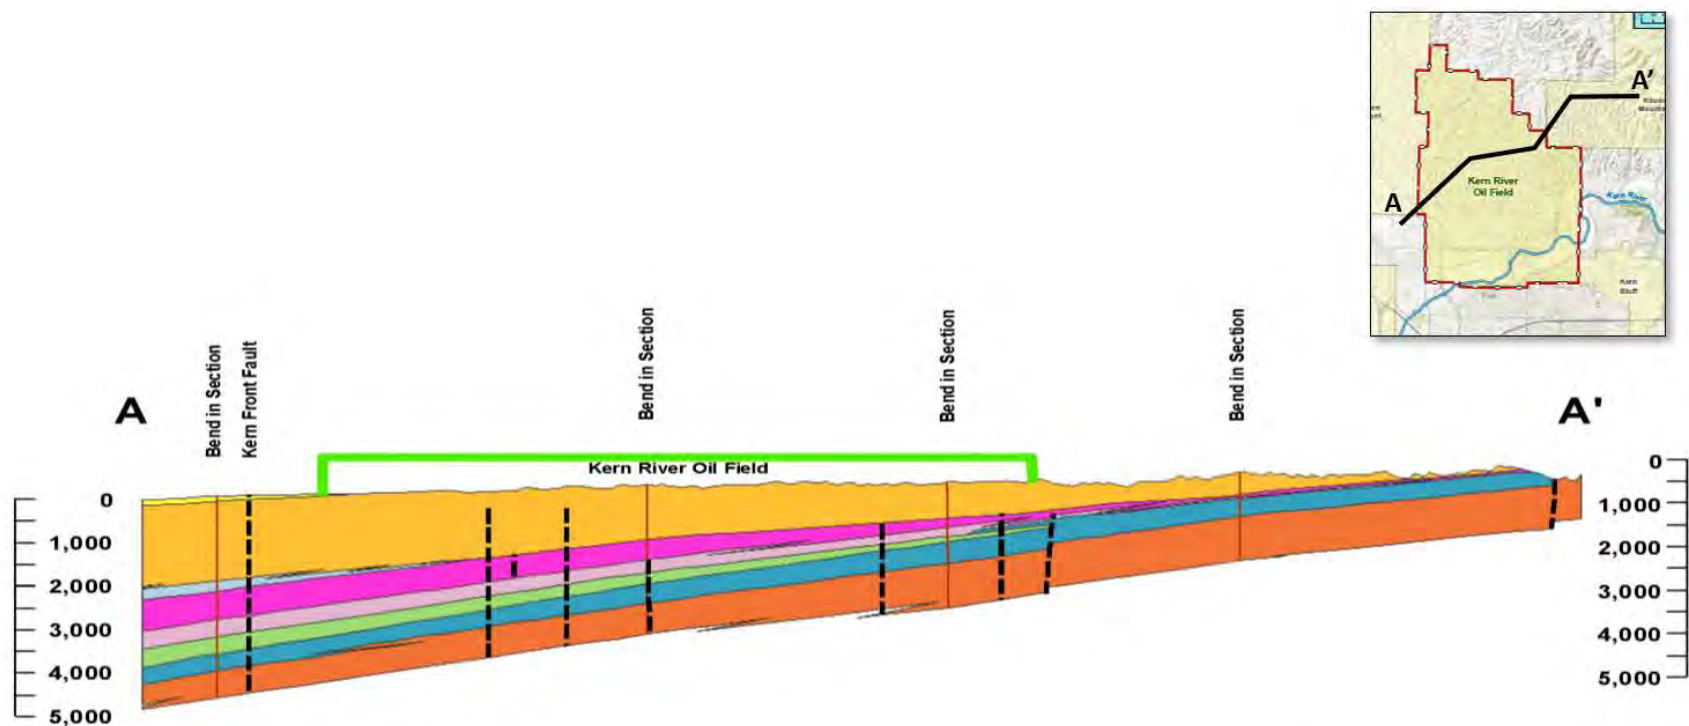 A'
Kern River
Oil Field
Kern River
A
Kern
Bluff
Bend in Section
Kern Front Fault
Bend in Section
Bend in Section
Bend in Section
A
A'
Kern River Oil Field
0
1,000
2,000
3,000
4,000
5,000
0
1,000
2,000
3,000
4,000
5,000